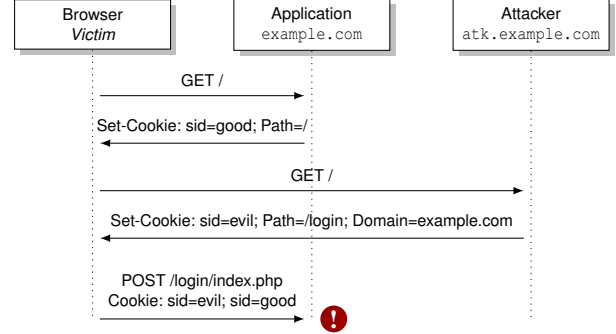 Browser
Victim
Application
example.com
Attacker
atk.example.com
GET /
Set-Cookie: sid=good; Path=/
GET /
Set-Cookie: sid=evil; Path=/login; Domain=example.com
POST /login/index.php
Cookie: sid=evil; sid=good
!